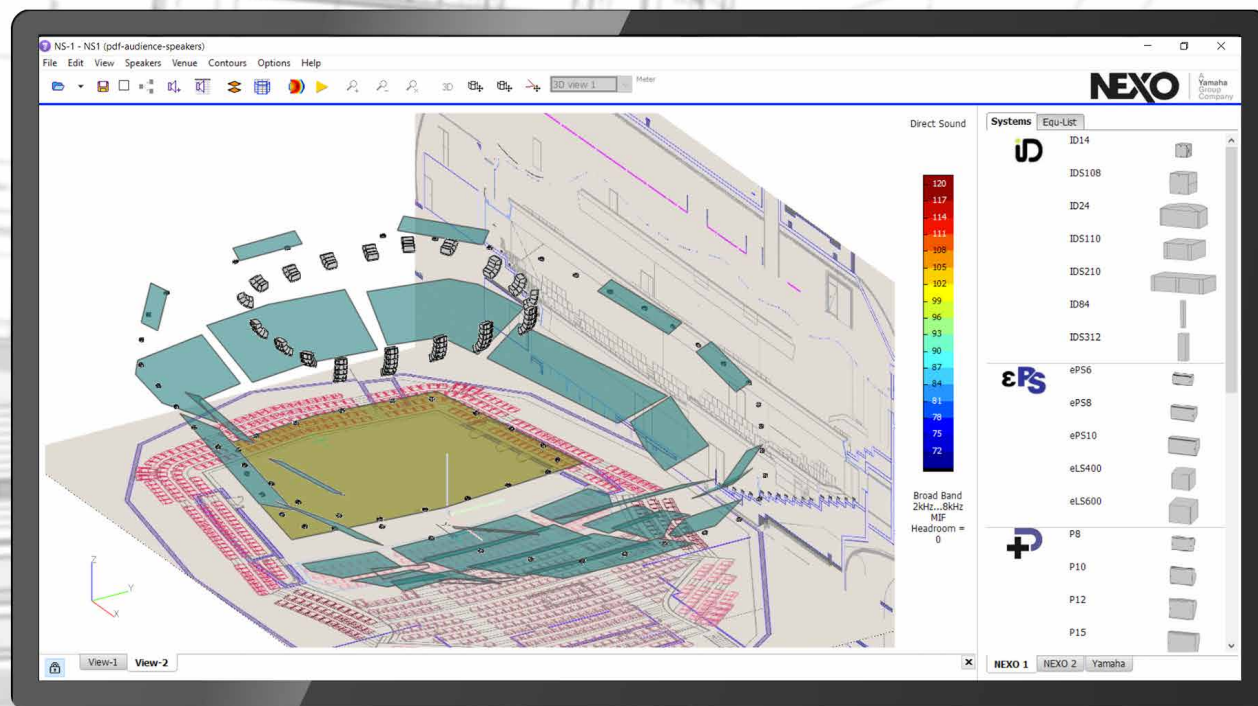 NS-1 - NS1 (pdf-audience-speakers)
File Edit View Speakers Venue Contours Options Help
3D
3D view 1
Meter
NEXO
A
Yamaha
Group
Company
Direct Sound
120
117
114
111
108
105
102
99
96
93
90
87
84
81
78
75
72
Broad Band
2kHz...8kHz
MIF
Headroom =
0
Z
Y
X
View-1 View-2
Systems Equ-List
iD
ID14
IDS108
ID24
IDS110
IDS210
ID84
IDS312
εPS
ePS6
ePS8
ePS10
eLS400
eLS600
P+
P8
P10
P12
P15
NEXO 1 NEXO 2 Yamaha